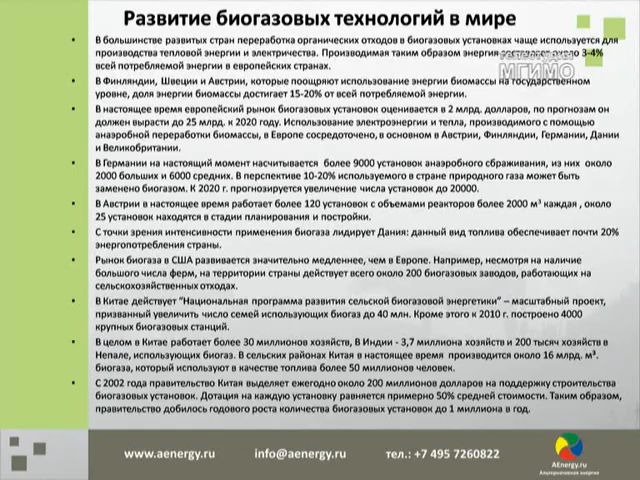 Развитие биогазовых технологий в мире
• В большинстве развитых стран переработка органических отходов в биогазовых установках чаще используется для
производства тепловой энергии и электричества. Производимая таким образом энергия составляет около 3-4%
всей потребляемой энергии в европейских странах.
МГИМО
• В Финляндии, Швеции и Австрии, которые поощряют использование энергии биомассы на государственном
уровне, доля энергии биомассы достигает 15-20% от всей потребляемой энергии.
• В настоящее время европейский рынок биогазовых установок оценивается в 2 млрд. долларов, по прогнозам он
должен вырасти до 25 млрд. к 2020 году. Использование электроэнергии и тепла, производимого с помощью
анаэробной переработки биомассы, в Европе сосредоточено, в основном в Австрии, Финляндии, Германии, Дании
и Великобритании.
• В Германии на настоящий момент насчитывается более 9000 установок анаэробного сбраживания, из них около
2000 больших и 6000 средних. В перспективе 10-20% используемого в стране природного газа может быть
заменено биогазом. К 2020 г. прогнозируется увеличение числа установок до 20000.
• В Австрии в настоящее время работает более 120 установок с объемами реакторов более 2000 м³ каждая , около
25 установок находятся в стадии планирования и постройки.
• С точки зрения интенсивности применения биогаза лидирует Дания: данный вид топлива обеспечивает почти 20%
энергопотребления страны.
• Рынок биогаза в США развивается значительно медленнее, чем в Европе. Например, несмотря на наличие
большого числа ферм, на территории страны действует всего около 200 биогазовых заводов, работающих на
сельскохозяйственных отходах.
• В Китае действует “Национальная программа развития сельской биогазовой энергетики” – масштабный проект,
призванный увеличить число семей использующих биогаз до 40 млн. Кроме этого к 2010 г. построено 4000
крупных биогазовых станций.
• В целом в Китае работает более 30 миллионов хозяйств, В Индии - 3,7 миллиона хозяйств и 200 тысяч хозяйств в
Непале, использующих биогаз. В сельских районах Китая в настоящее время производится около 16 млрд. м³.
биогаза, который используют в качестве топлива более 50 миллионов человек.
• С 2002 года правительство Китая выделяет ежегодно около 200 миллионов долларов на поддержку строительства
биогазовых установок. Дотация на каждую установку равняется примерно 50% средней стоимости. Таким образом,
правительство добилось годового роста количества биогазовых установок до 1 миллиона в год.
www.aenergy.ru info@aenergy.ru тел.: +7 495 7260822
AEnergy.ru
Альтернативная энергия